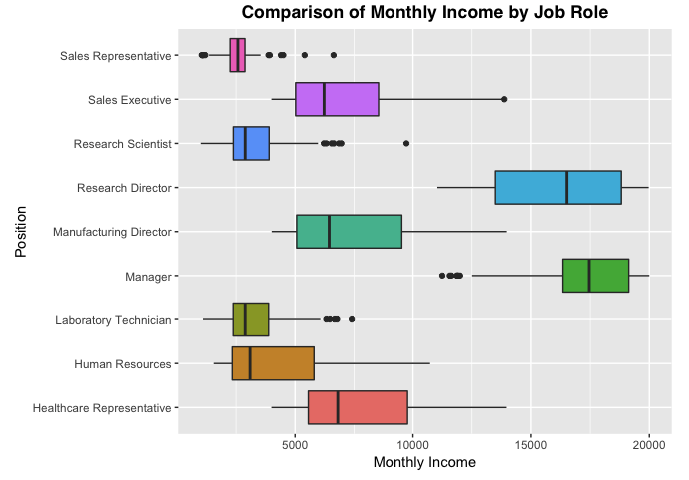 Comparison of Monthly Income by Job Role
Position
Sales Representative
Sales Executive
Research Scientist
Research Director
Manufacturing Director
Manager
Laboratory Technician
Human Resources
Healthcare Representative
5000 10000 15000 20000
Monthly Income